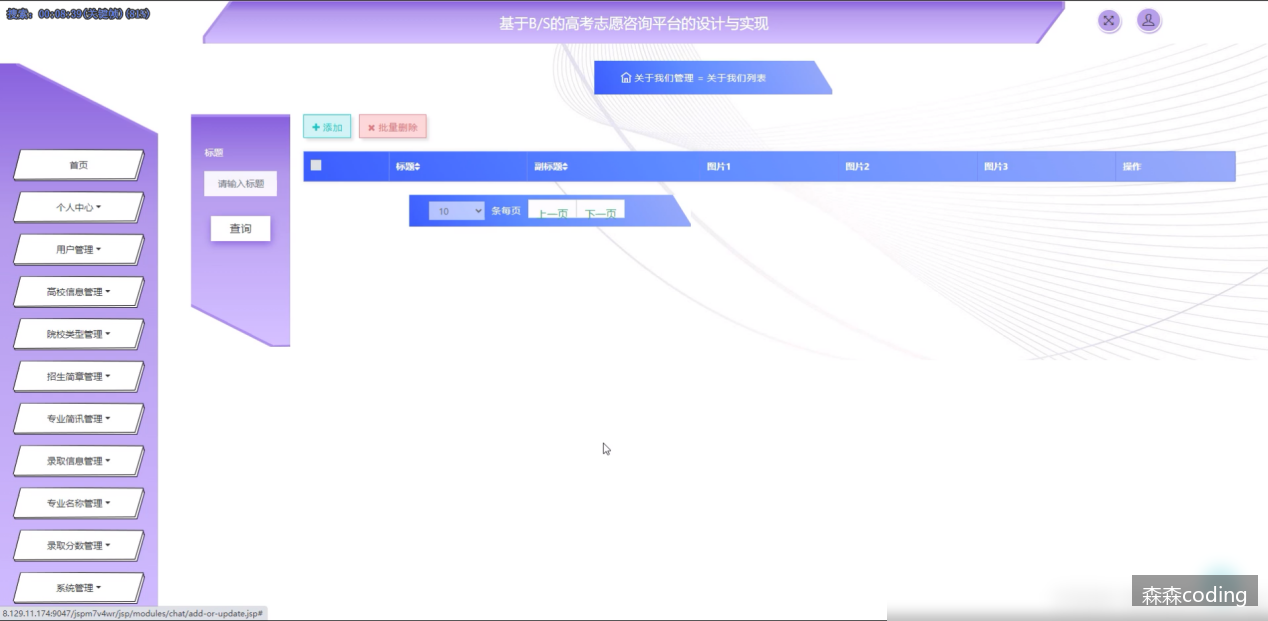 基于B/S的高考志愿咨询平台的设计与实现
关于我们管理 = 关于我们列表
首页
个人中心
用户管理
高校信息管理
院校类型管理
招生简章管理
专业简讯管理
录取信息管理
专业名称管理
录取分数管理
系统管理
标题
请输入标题
查询
添加 批量删除
标题 副标题 图片1 图片2 图片3 操作
10 条每页 上一页 下一页
8.129.11.174:9047/jspm7v4wr/jsp/modules/chat/add-or-update.jsp#
森森coding